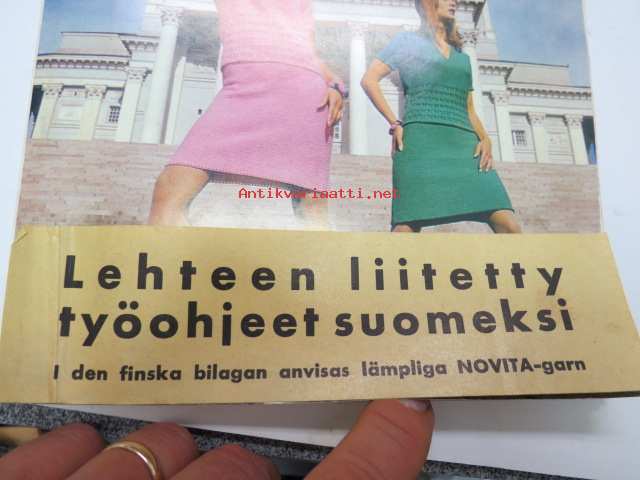 Antikvariaatti.net
Lehteen liitetty
työohjeet suomeksi
I den finska bilagan anvisas lämpliga NOVITA-garn